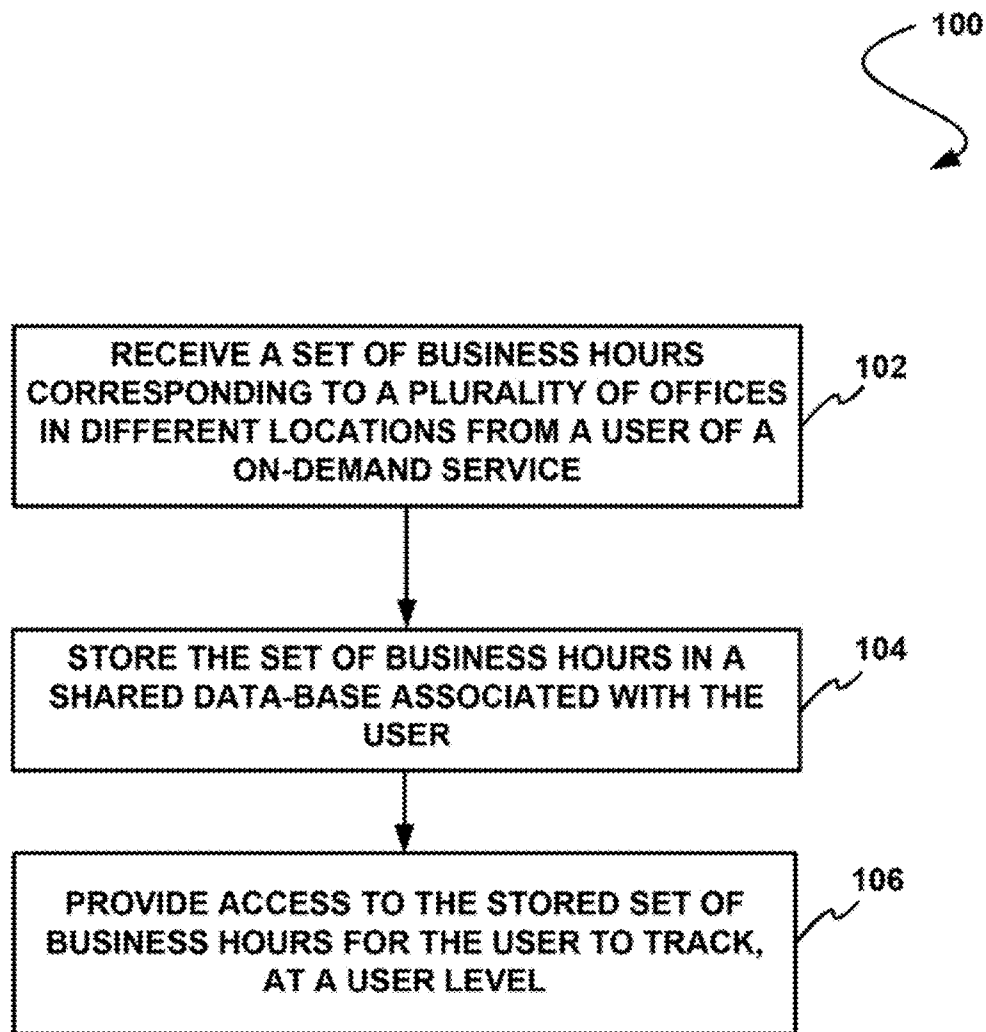 100
RECEIVE A SET OF BUSINESS HOURS
CORRESPONDING TO A PLURALITY OF OFFICES
IN DIFFERENT LOCATIONS FROM A USER OF A
ON-DEMAND SERVICE
102
STORE THE SET OF BUSINESS HOURS IN A
SHARED DATA-BASE ASSOCIATED WITH THE
USER
104
PROVIDE ACCESS TO THE STORED SET OF
BUSINESS HOURS FOR THE USER TO TRACK,
AT A USER LEVEL
106